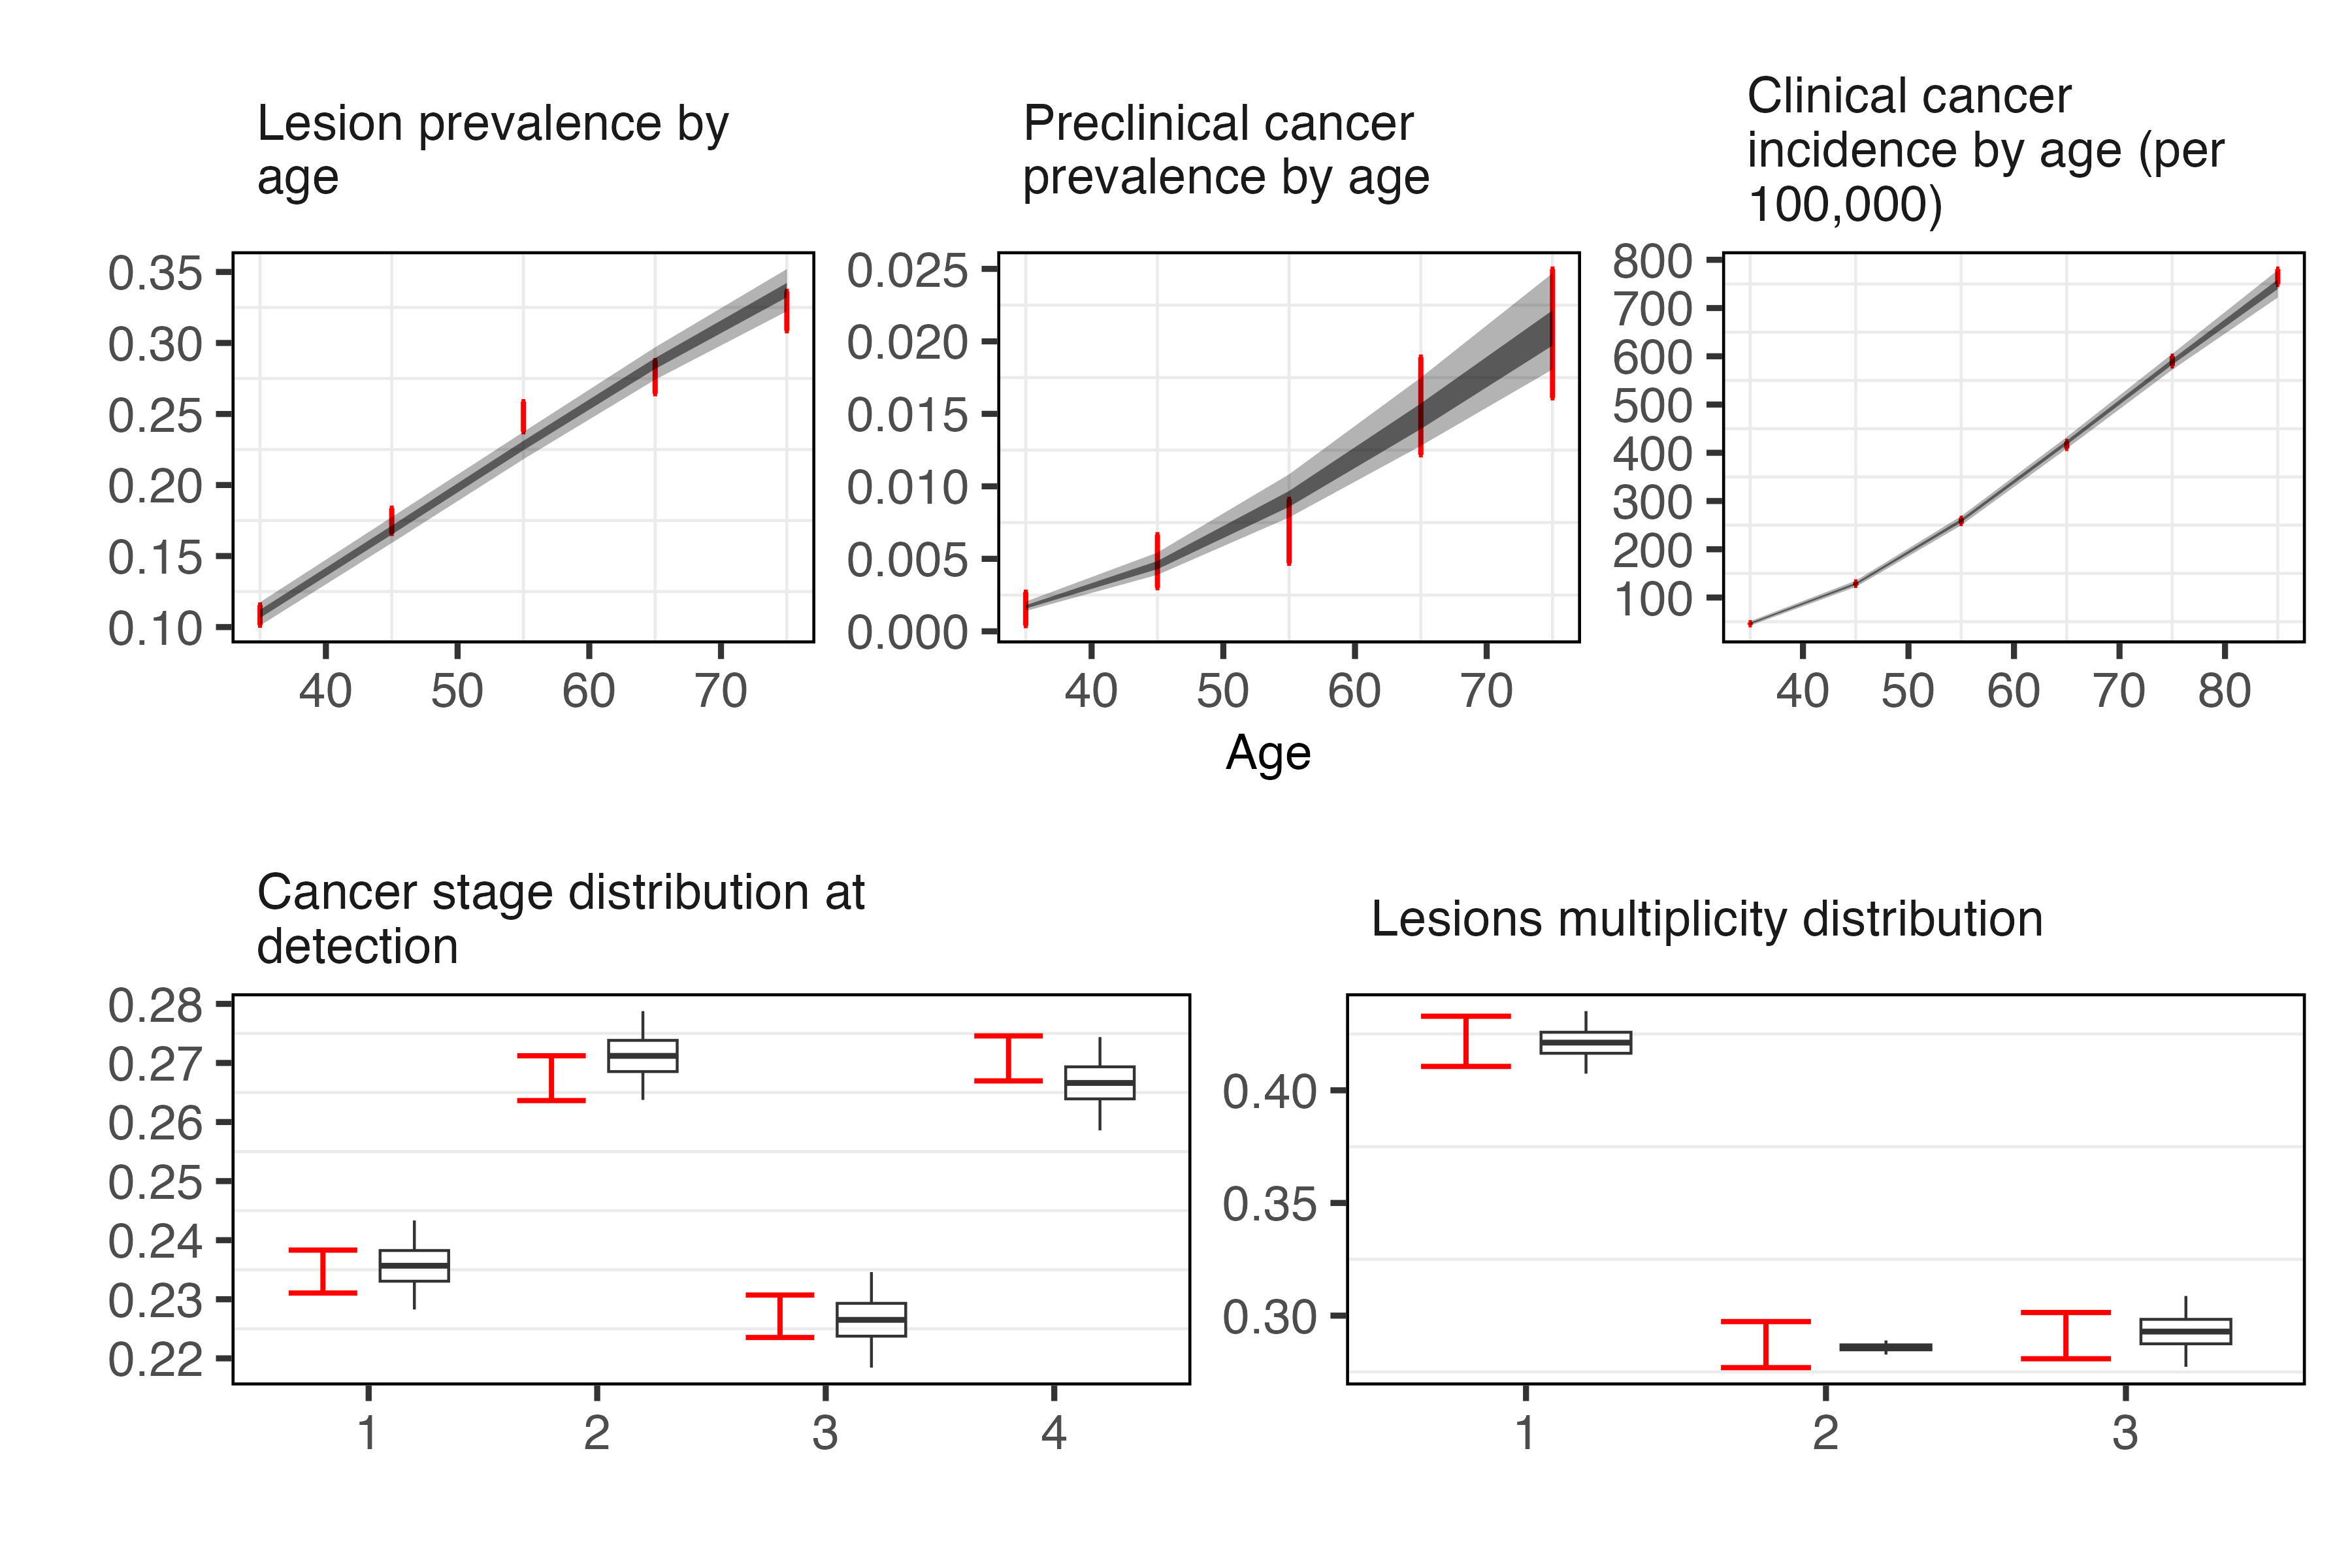 Lesion prevalence by
age
Preclinical cancer
prevalence by age
Clinical cancer
incidence by age (per
100,000)
0.35
0.30
0.25
0.20
0.15
0.10
40 50 60 70
0.025
0.020
0.015
0.010
0.005
0.000
40 50 60 70
800
700
600
500
400
300
200
100
40 50 60 70 80
Age
Cancer stage distribution at
detection
0.28
0.27
0.26
0.25
0.24
0.23
0.22
1 2 3 4
Lesions multiplicity distribution
0.40
0.35
0.30
1 2 3